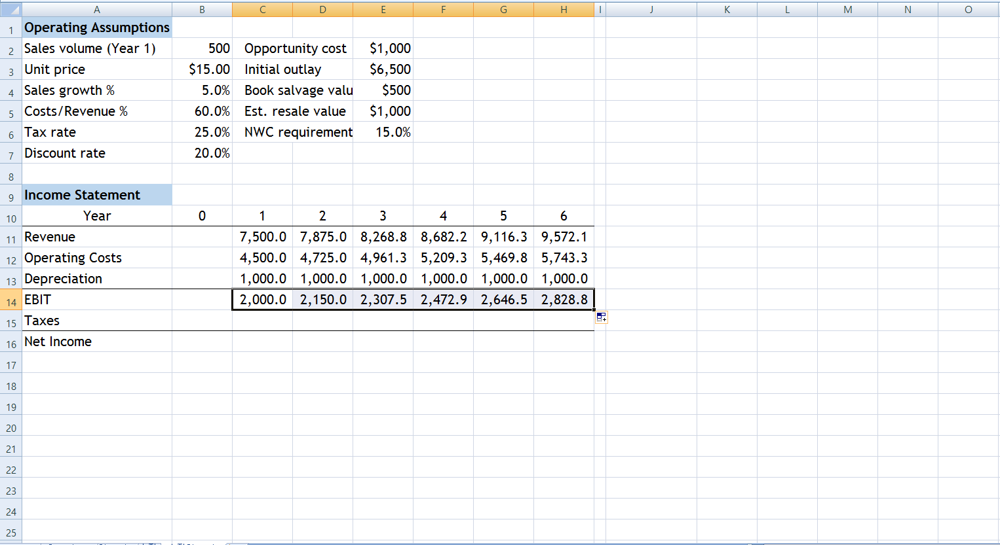 A B C D E F G H I J K L M N O
1 Operating Assumptions
2 Sales volume (Year 1) 500 Opportunity cost $1,000
3 Unit price $15.00 Initial outlay $6,500
4 Sales growth % 5.0% Book salvage valu $500
5 Costs/Revenue % 60.0% Est. resale value $1,000
6 Tax rate 25.0% NWC requirement 15.0%
7 Discount rate 20.0%
8
9 Income Statement
10 Year 0 1 2 3 4 5 6
11 Revenue 7,500.0 7,875.0 8,268.8 8,682.2 9,116.3 9,572.1
12 Operating Costs 4,500.0 4,725.0 4,961.3 5,209.3 5,469.8 5,743.3
13 Depreciation 1,000.0 1,000.0 1,000.0 1,000.0 1,000.0 1,000.0
14 EBIT 2,000.0 2,150.0 2,307.5 2,472.9 2,646.5 2,828.8
15 Taxes
16 Net Income
17
18
19
20
21
22
23
24
25